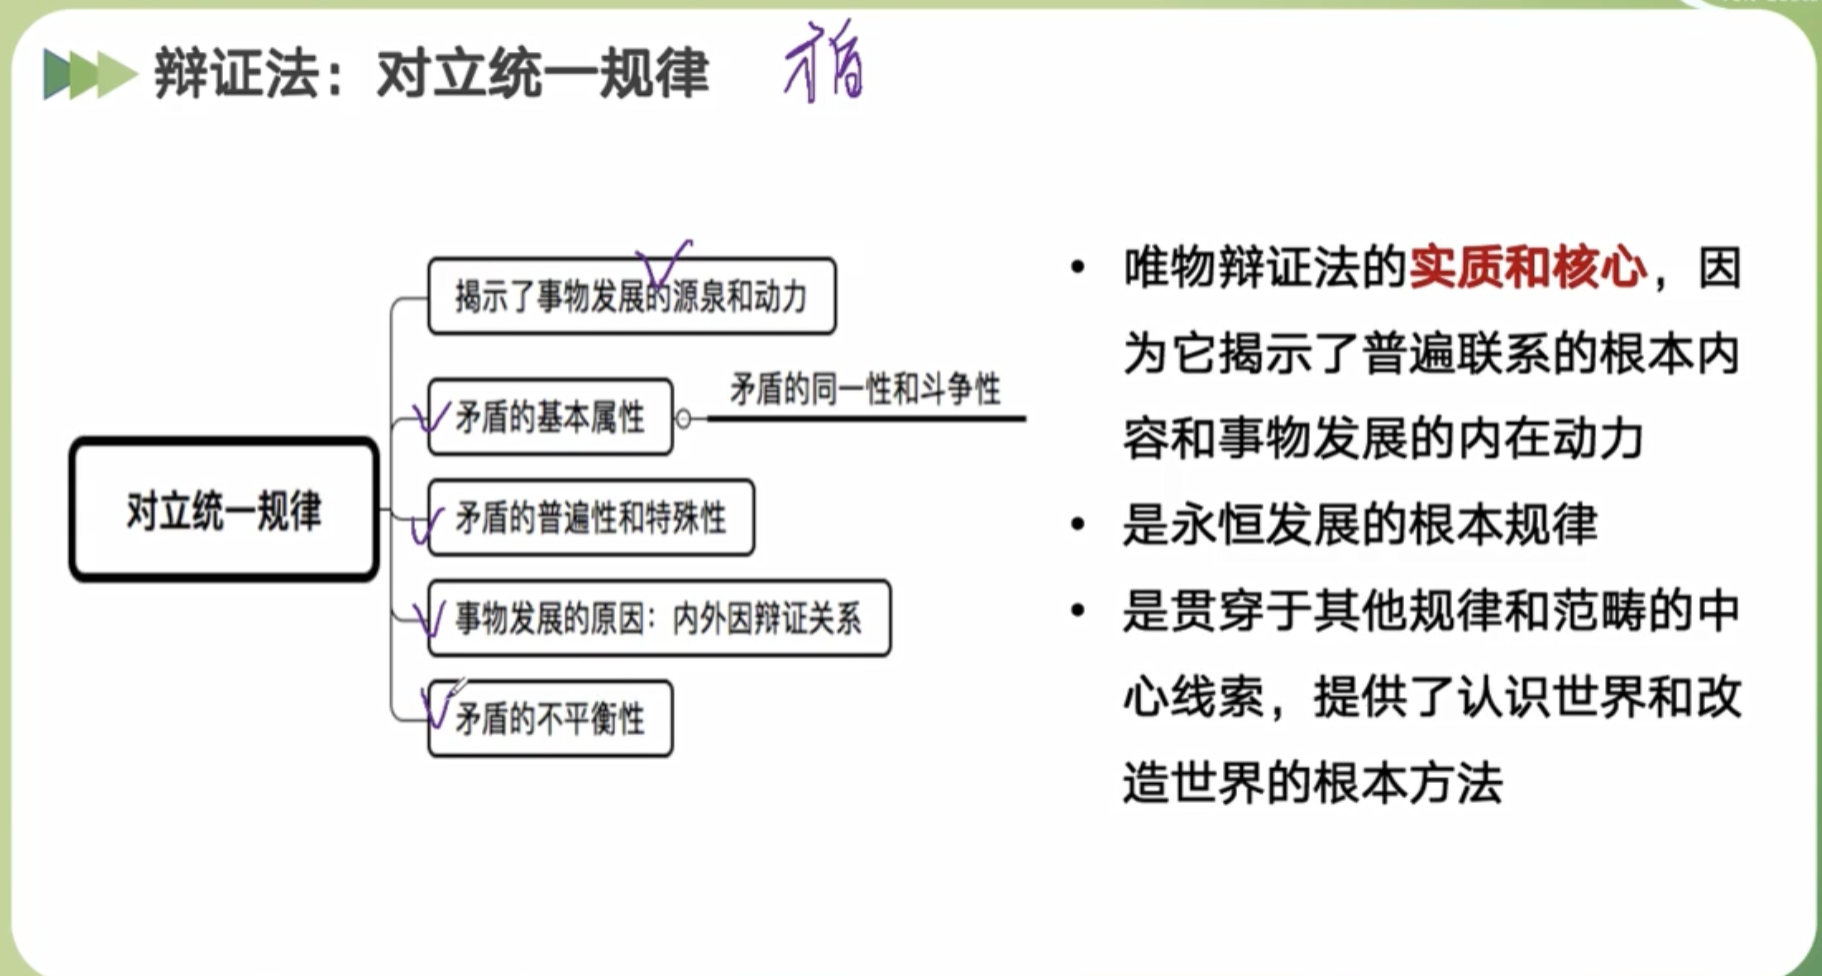 辩证法：对立统一规律 矛盾
揭示了事物发展的源泉和动力
矛盾的同一性和斗争性
矛盾的基本属性
对立统一规律
矛盾的普遍性和特殊性
事物发展的原因：内外因辩证关系
矛盾的不平衡性
• 唯物辩证法的实质和核心，因
为它揭示了普遍联系的根本内
容和事物发展的内在动力
• 是永恒发展的根本规律
• 是贯穿于其他规律和范畴的中
心线索，提供了认识世界和改
造世界的根本方法